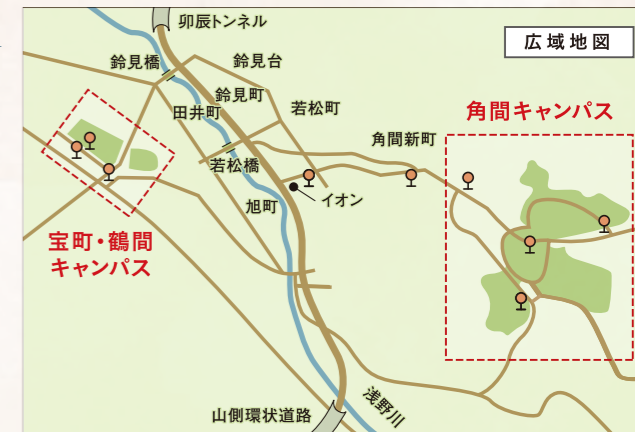 卯辰トンネル
広域地図
鈴見橋
鈴見台
鈴見町
田井町
若松町
角間キャンパス
角間新町
若松橋
旭町
イオン
宝町・鶴間
キャンパス
山側環状道路
浅野川